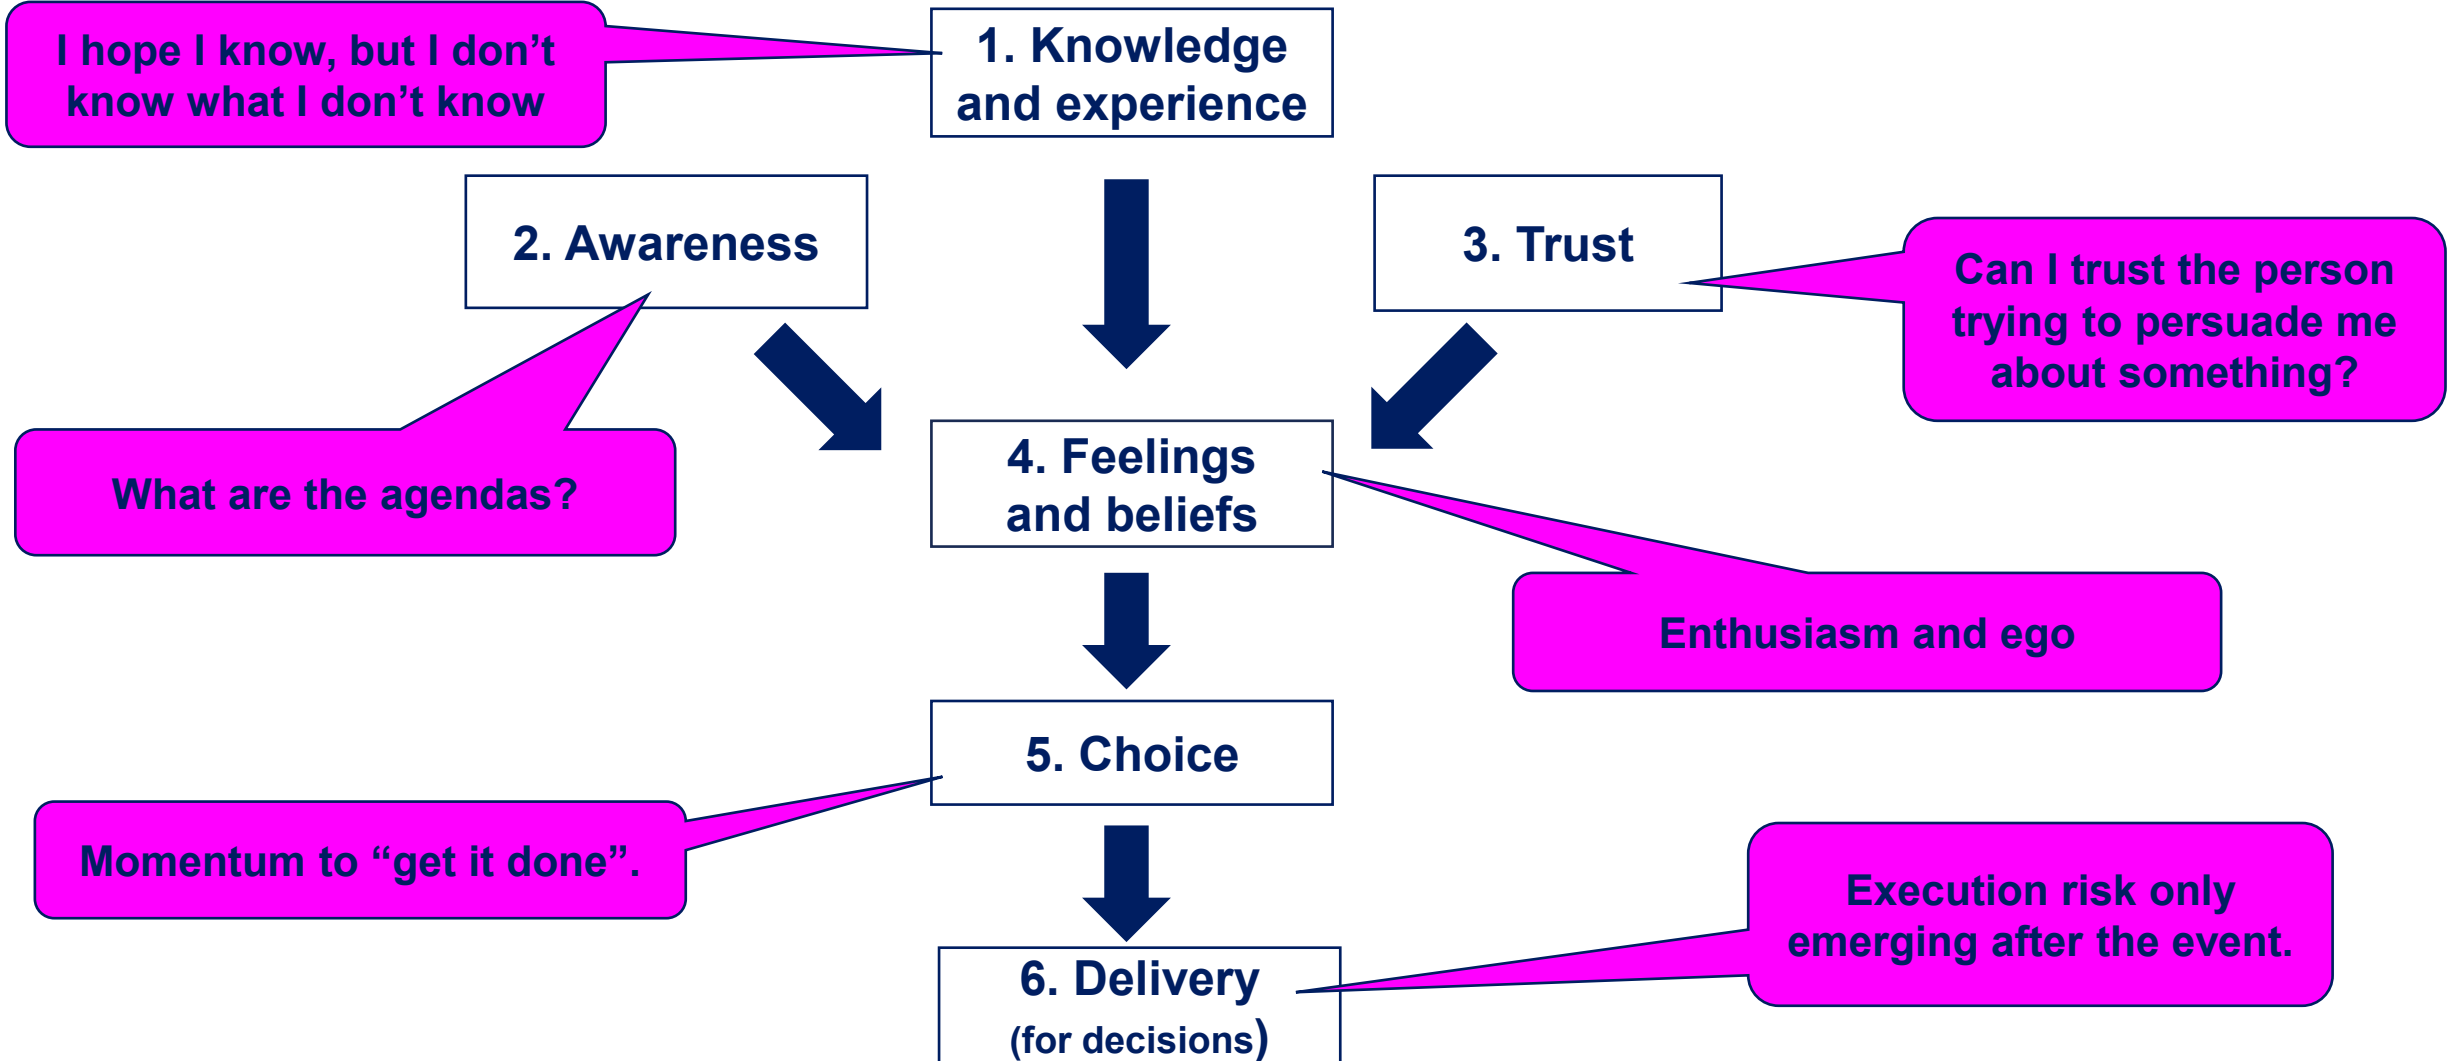 I hope I know, but I don’t
know what I don’t know
1. Knowledge
and experience
2. Awareness
3. Trust
Can I trust the person
trying to persuade me
about something?
What are the agendas?
4. Feelings
and beliefs
Enthusiasm and ego
5. Choice
Momentum to “get it done”.
Execution risk only
emerging after the event.
6. Delivery
(for decisions)